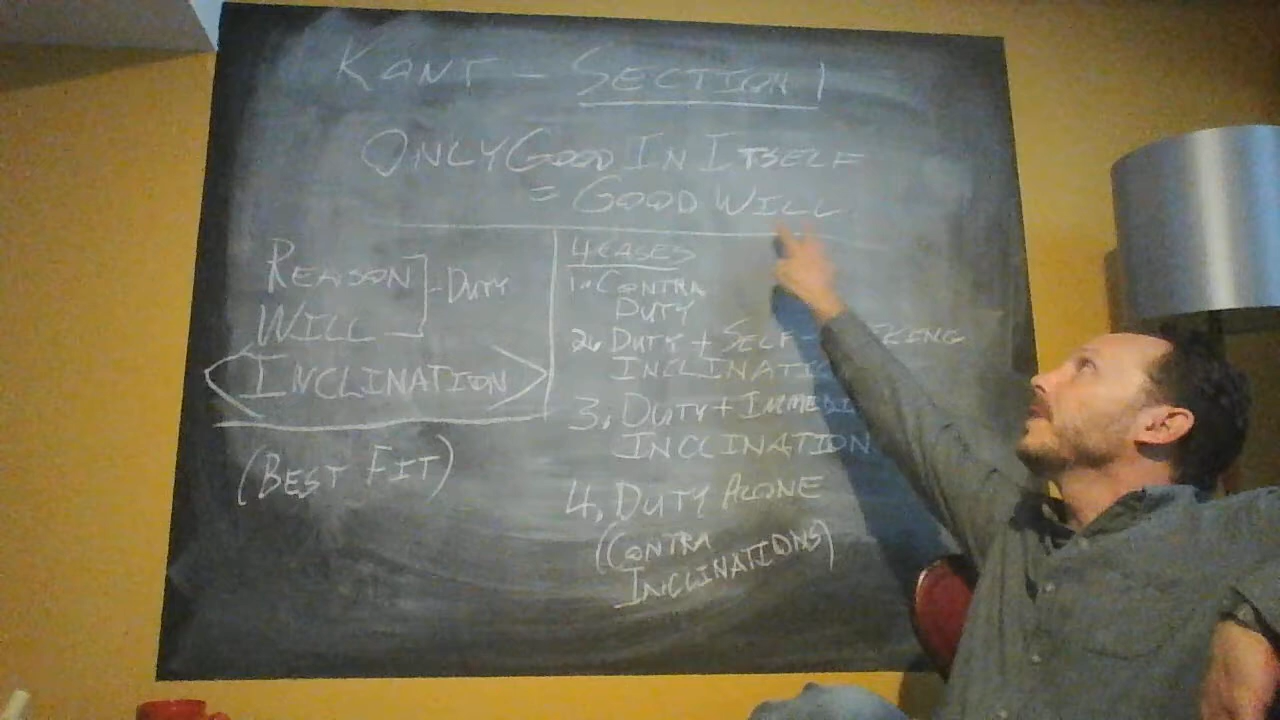 KANT - SECTION 1
ONLY GOOD IN ITSELF
= GOOD WILL
REASON
WILL
- DUTY
<INCLINATION>
(BEST FIT)
4 CASES
1. CONTRA
DUTY
2. DUTY + SELF-
INCLINATIO
3. DUTY + IMMEDI
INCLINATION
4. DUTY ALONE
(CONTRA
INCLINATIONS)